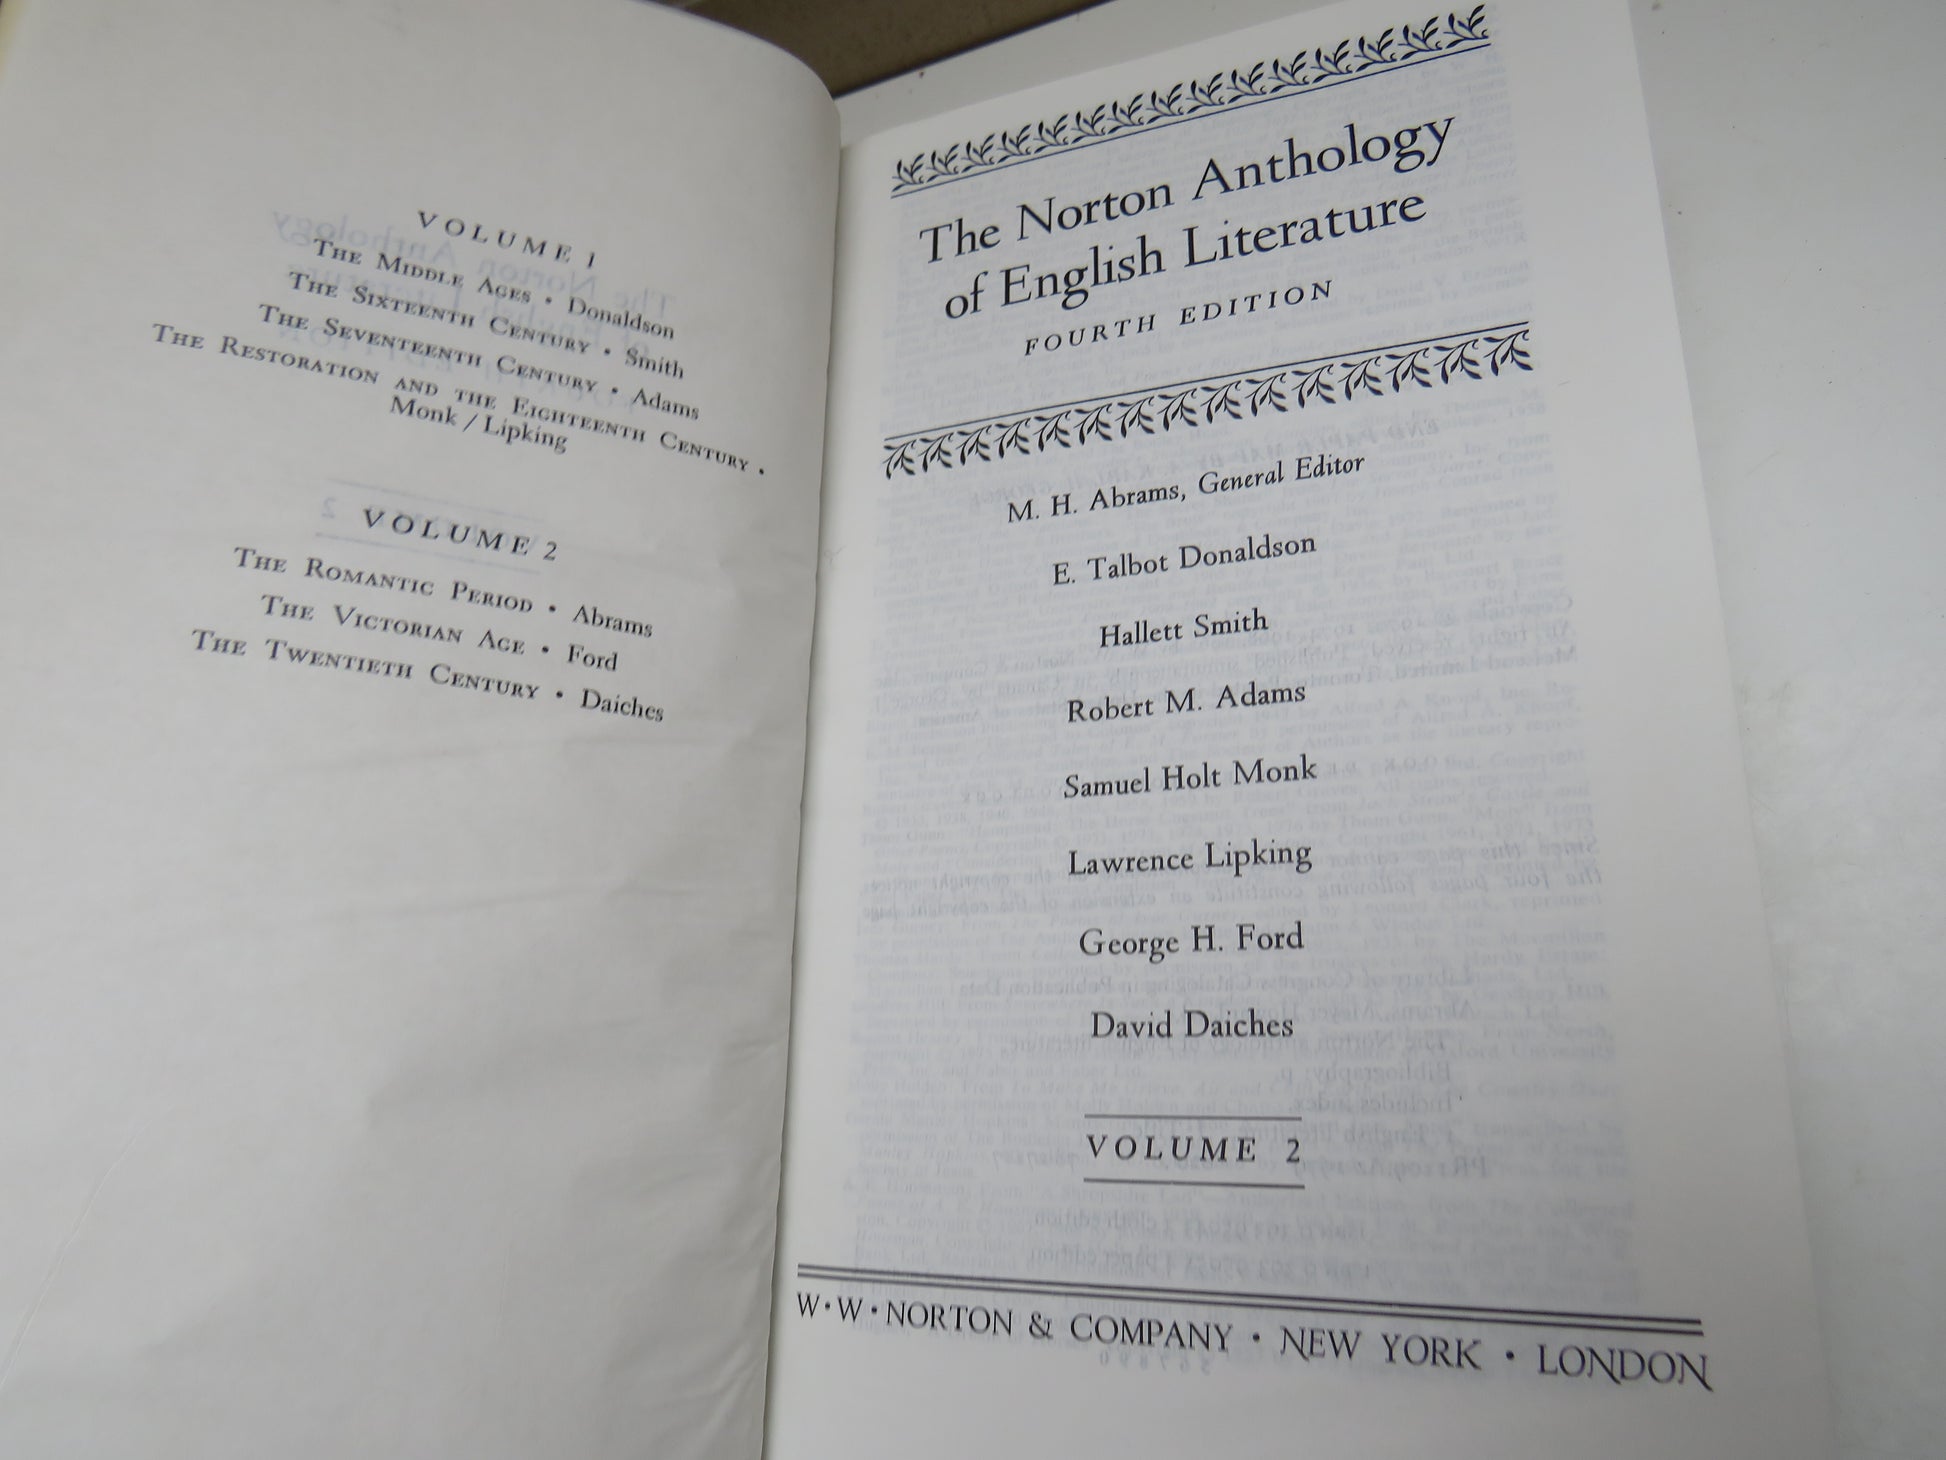 VOLUME 1
THE MIDDLE AGES • Donaldson
THE SIXTEENTH CENTURY • Smith
THE SEVENTEENTH CENTURY • Adams
THE RESTORATION AND THE EIGHTEENTH CENTURY •
Monk / Lipking
VOLUME 2
THE ROMANTIC PERIOD • Abrams
THE VICTORIAN AGE • Ford
THE TWENTIETH CENTURY • Daiches
The Norton Anthology
of English Literature
FOURTH EDITION
M. H. Abrams, General Editor
E. Talbot Donaldson
Hallett Smith
Robert M. Adams
Samuel Holt Monk
Lawrence Lipking
George H. Ford
David Daiches
VOLUME 2
W • W • NORTON & COMPANY • NEW YORK • LONDON